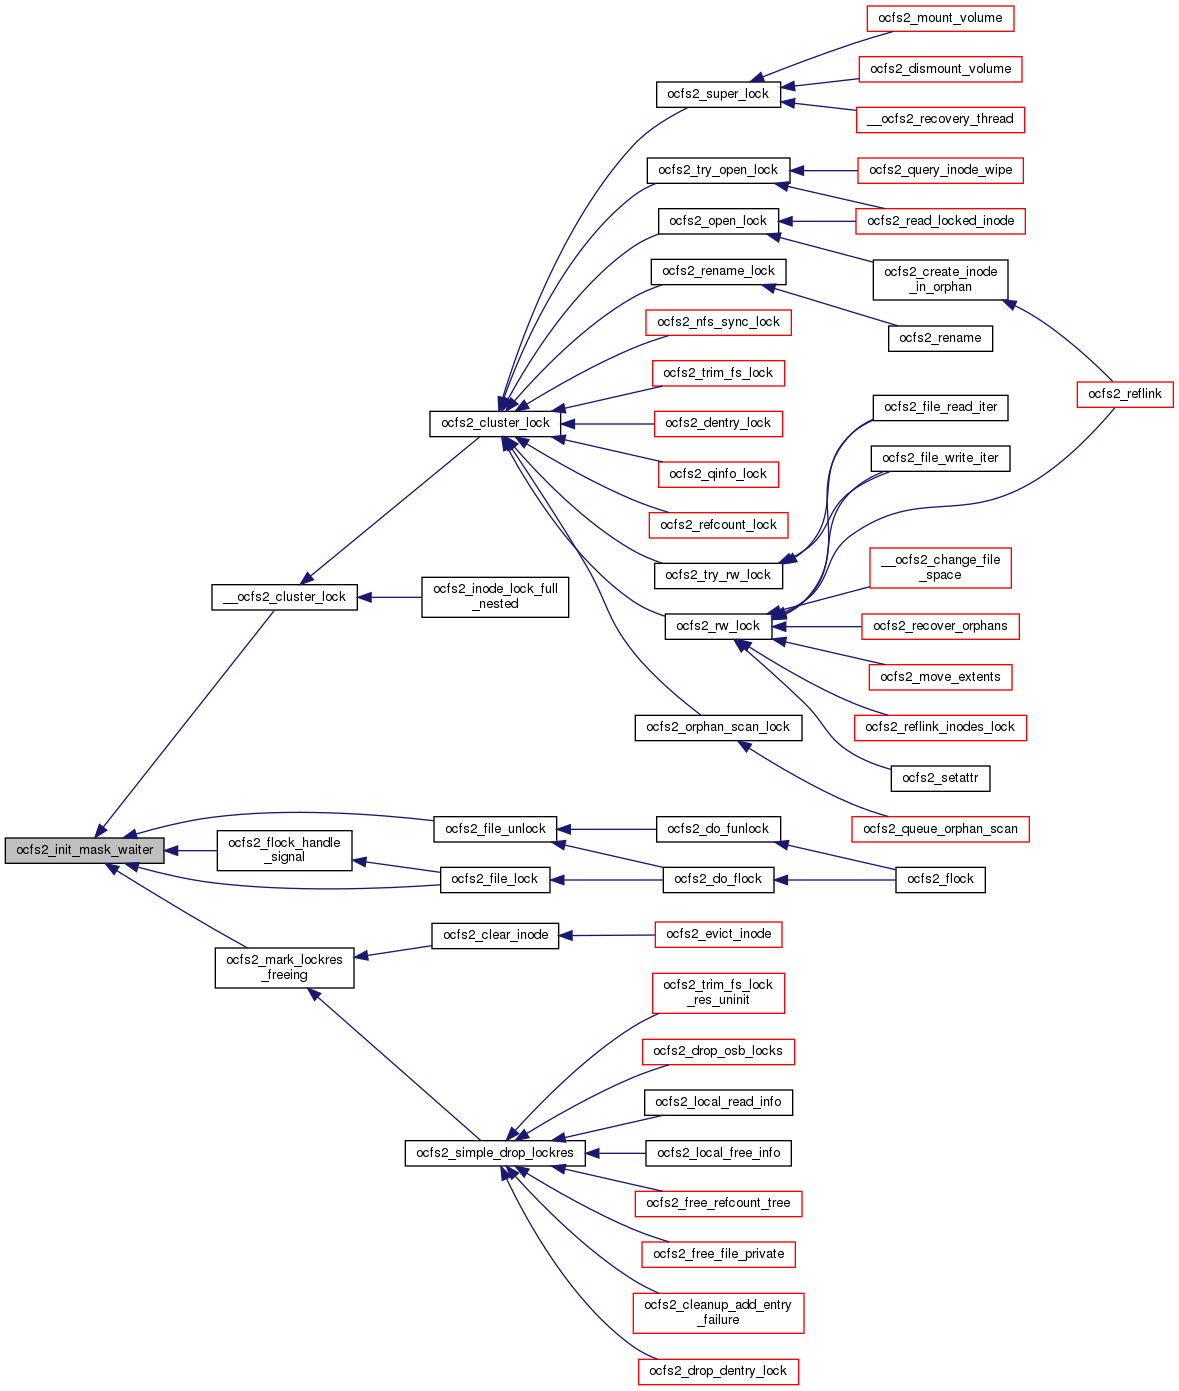 ocfs2_mount_volume
ocfs2_dismount_volume
ocfs2_super_lock
__ocfs2_recovery_thread
ocfs2_try_open_lock
ocfs2_query_inode_wipe
ocfs2_open_lock
ocfs2_read_locked_inode
ocfs2_rename_lock
ocfs2_create_inode
_in_orphan
ocfs2_nfs_sync_lock
ocfs2_rename
ocfs2_trim_fs_lock
ocfs2_reflink
ocfs2_file_read_iter
ocfs2_cluster_lock
ocfs2_dentry_lock
ocfs2_file_write_iter
ocfs2_qinfo_lock
ocfs2_refcount_lock
ocfs2_try_rw_lock
__ocfs2_change_file
_space
__ocfs2_cluster_lock
ocfs2_inode_lock_full
_nested
ocfs2_rw_lock
ocfs2_recover_orphans
ocfs2_move_extents
ocfs2_orphan_scan_lock
ocfs2_reflink_inodes_lock
ocfs2_setattr
ocfs2_file_unlock
ocfs2_do_funlock
ocfs2_queue_orphan_scan
ocfs2_init_mask_waiter
ocfs2_flock_handle
_signal
ocfs2_file_lock
ocfs2_do_flock
ocfs2_flock
ocfs2_clear_inode
ocfs2_evict_inode
ocfs2_mark_lockres
_freeing
ocfs2_trim_fs_lock
_res_uninit
ocfs2_drop_osb_locks
ocfs2_local_read_info
ocfs2_simple_drop_lockres
ocfs2_local_free_info
ocfs2_free_refcount_tree
ocfs2_free_file_private
ocfs2_cleanup_add_entry
_failure
ocfs2_drop_dentry_lock